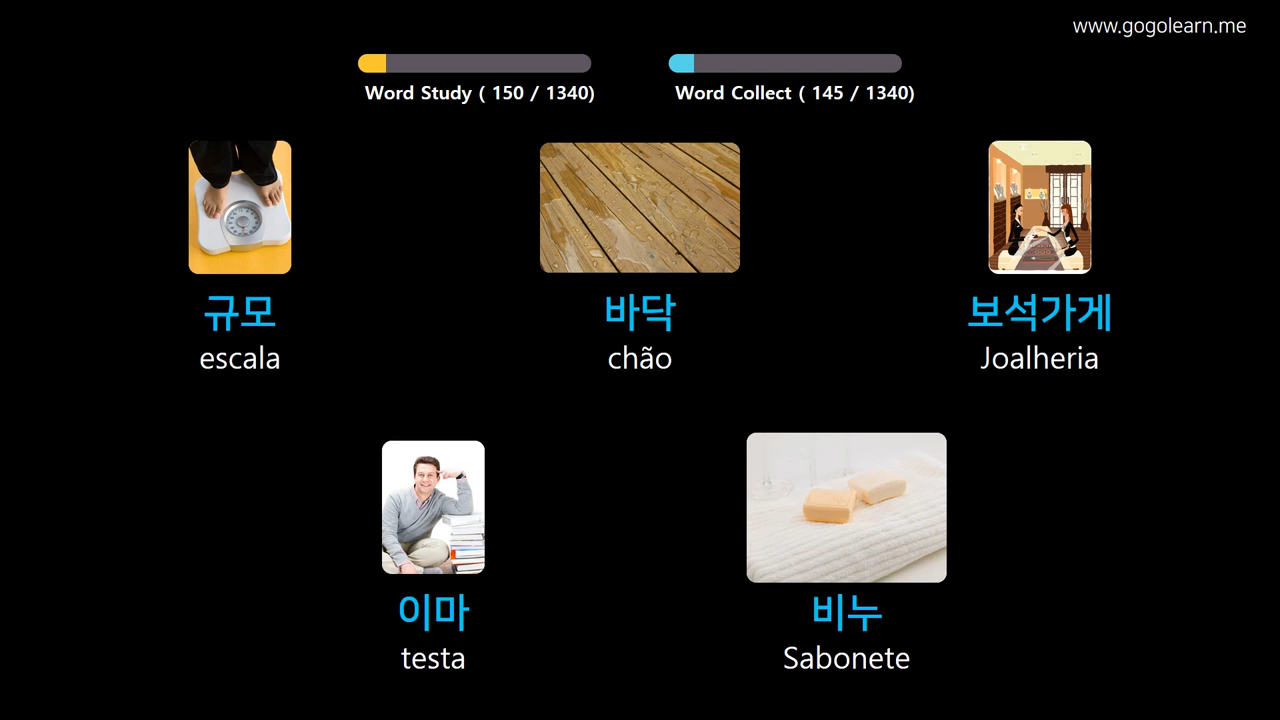 www.gogolearn.me
Word Study ( 150 / 1340)
Word Collect ( 145 / 1340)
규모
바닥
보석가게
escala
chão
Joalheria
이마
비누
testa
Sabonete